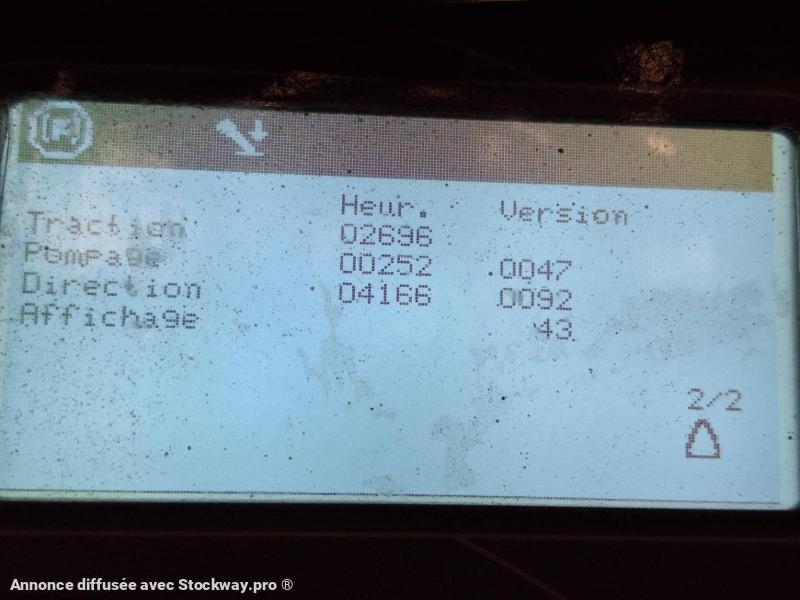 P
Heur. Version
Traction 02696
Pompage 00252 .0047
Direction 04166 0092
Affichage 43
2/2
Annonce diffusée avec Stockway.pro ®